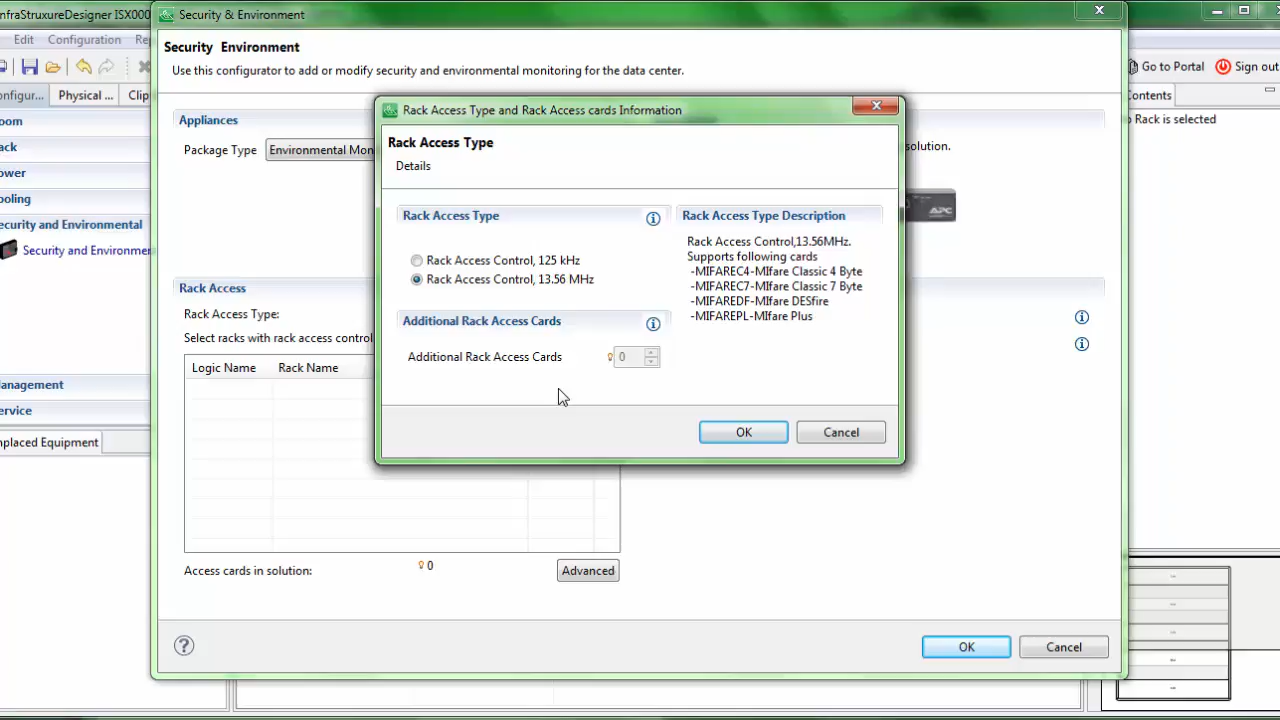 nfraStruxureDesigner ISX000
Security & Environment
Edit Configuration Rep
Go to Portal Sign out
onfigur... Physical ... Clip
ontents
Security Environment
Use this configurator to add or modify security and environmental monitoring for the data center.
o Rack is selected
oom
ack
ower
ooling
ecurity and Environmental
Security and Environmen
anagement
ervice
nplaced Equipment
Appliances
Package Type Environmental Mon
olution.
APC
Rack Access
Rack Access Type:
Select racks with rack access control
Logic Name Rack Name
Access cards in solution: 0 Advanced
? OK Cancel
Rack Access Type and Rack Access cards Information
Rack Access Type
Details
Rack Access Type
Rack Access Control, 125 kHz
Rack Access Control, 13.56 MHz
Additional Rack Access Cards
Additional Rack Access Cards 0
Rack Access Type Description
Rack Access Control,13.56MHz.
Supports following cards
-MIFAREC4-MIfare Classic 4 Byte
-MIFAREC7-MIfare Classic 7 Byte
-MIFAREDF-MIfare DESfire
-MIFAREPL-MIfare Plus
OK Cancel